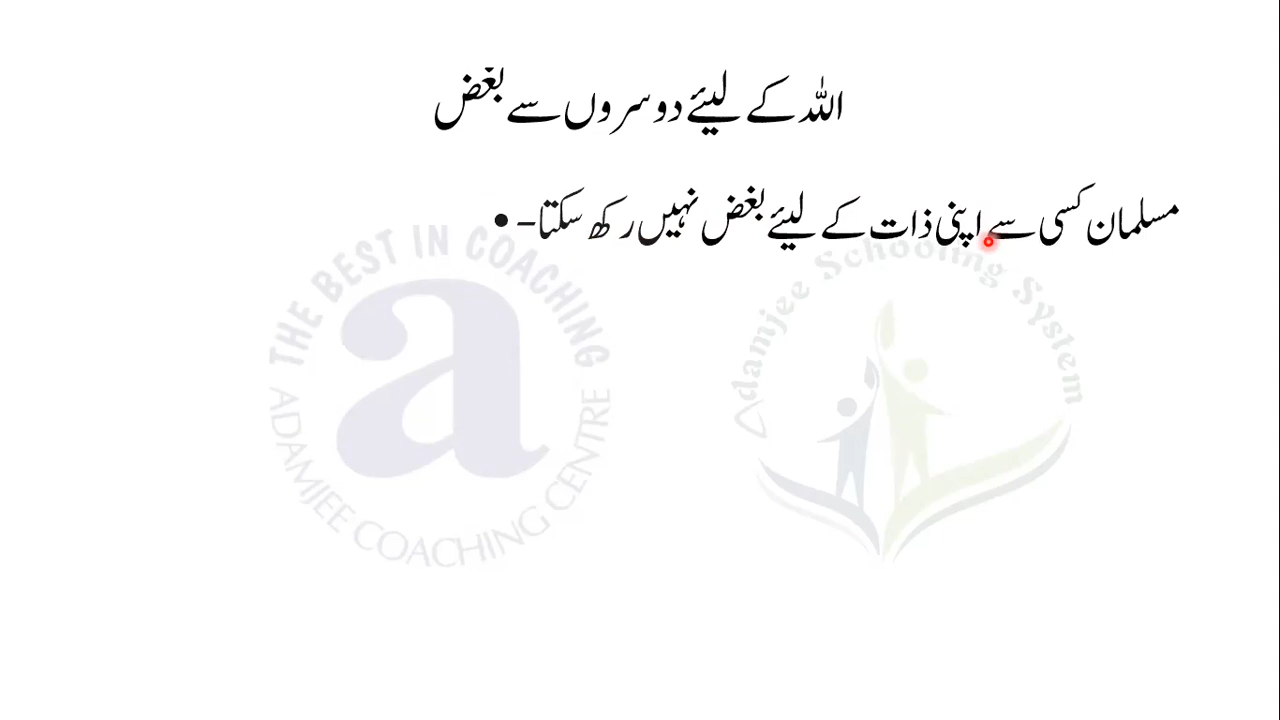 اللہ کے لیئے دوسروں سے بغض
مسلمان کسی سے اپنی ذات کے لیئے بغض نہیں رکھ سکتا- •
THE BEST IN COACHING
ADAMJEE COACHING CENTRE
Adamjee Schooling System